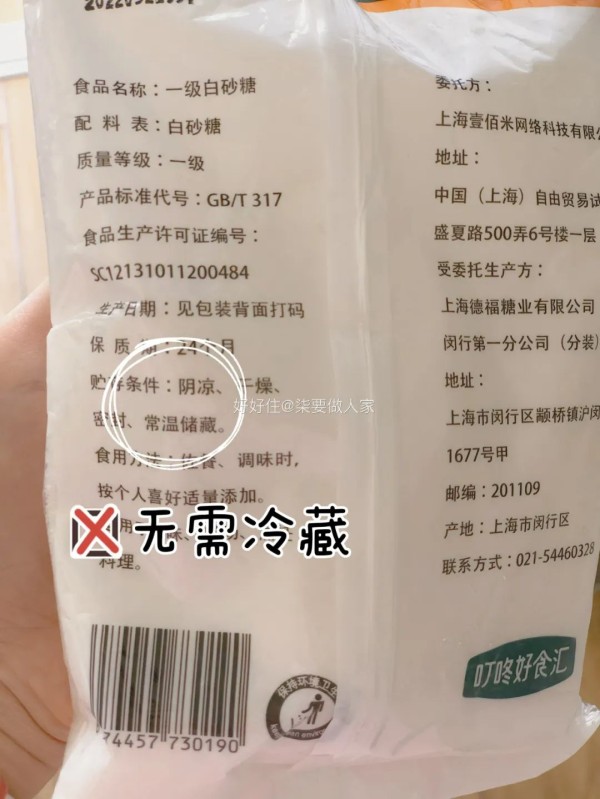 食品名称：一级白砂糖
配料表：白砂糖
质量等级：一级
产品标准代号：GB/T 317
食品生产许可证编号：
SC12131011200484
生产日期：见包装背面打码
保质期：24个月
贮存条件：阴凉、干燥、
密封、常温储藏。
食用方法：佐餐、调味时，
按个人喜好适量添加。
料理。
无需冷藏
好好住@柒要做人家
委托方：
上海壹佰米网络科技有限公
地址：
中国（上海）自由贸易试
盛夏路500弄6号楼一层
受委托生产方：
上海德福糖业有限公司
闵行第一分公司（分装）
地址：
上海市闵行区颛桥镇沪闵
1677号甲
邮编：201109
产地：上海市闵行区
联系方式：021-54460328
叮咚好食汇
74457 730190
保持环境卫生